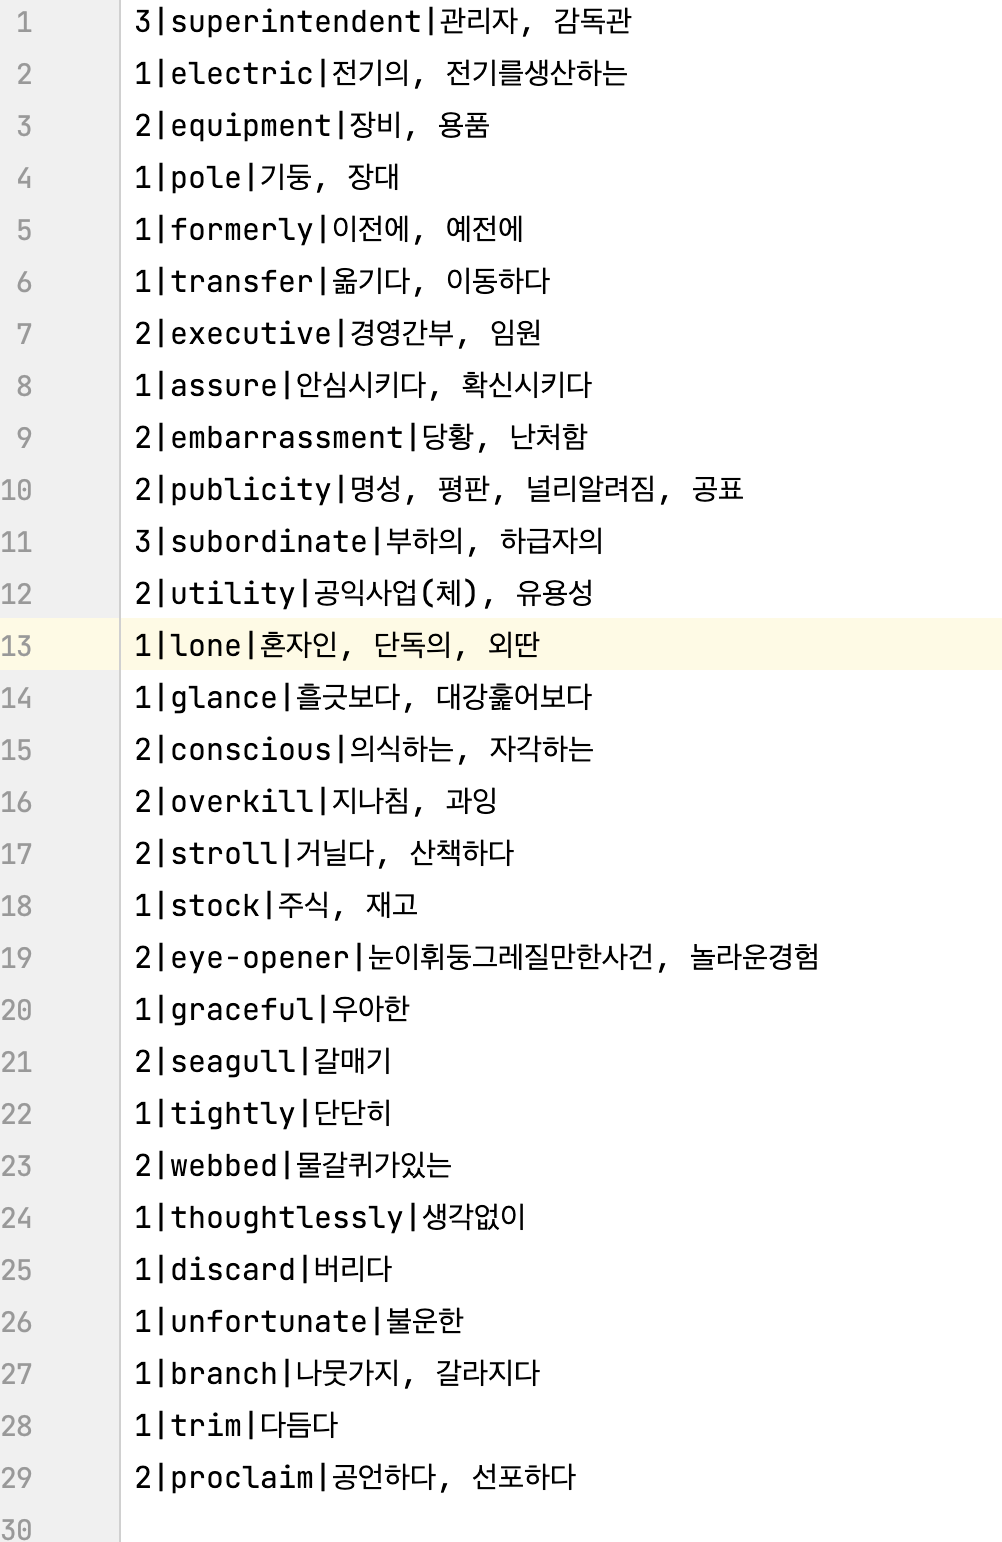 1 3|superintendent|관리자, 감독관
2 1|electric|전기의, 전기를생산하는
3 2|equipment|장비, 용품
4 1|pole|기둥, 장대
5 1|formerly|이전에, 예전에
6 1|transfer|옮기다, 이동하다
7 2|executive|경영간부, 임원
8 1|assure|안심시키다, 확신시키다
9 2|embarrassment|당황, 난처함
10 2|publicity|명성, 평판, 널리알려짐, 공표
11 3|subordinate|부하의, 하급자의
12 2|utility|공익사업(체), 유용성
13 1|lone|혼자인, 단독의, 외딴
14 1|glance|흘긋보다, 대강훑어보다
15 2|conscious|의식하는, 자각하는
16 2|overkill|지나침, 과잉
17 2|stroll|거닐다, 산책하다
18 1|stock|주식, 재고
19 2|eye-opener|눈이휘둥그레질만한사건, 놀라운경험
20 1|graceful|우아한
21 2|seagull|갈매기
22 1|tightly|단단히
23 2|webbed|물갈퀴가있는
24 1|thoughtlessly|생각없이
25 1|discard|버리다
26 1|unfortunate|불운한
27 1|branch|나뭇가지, 갈라지다
28 1|trim|다듬다
29 2|proclaim|공언하다, 선포하다
30